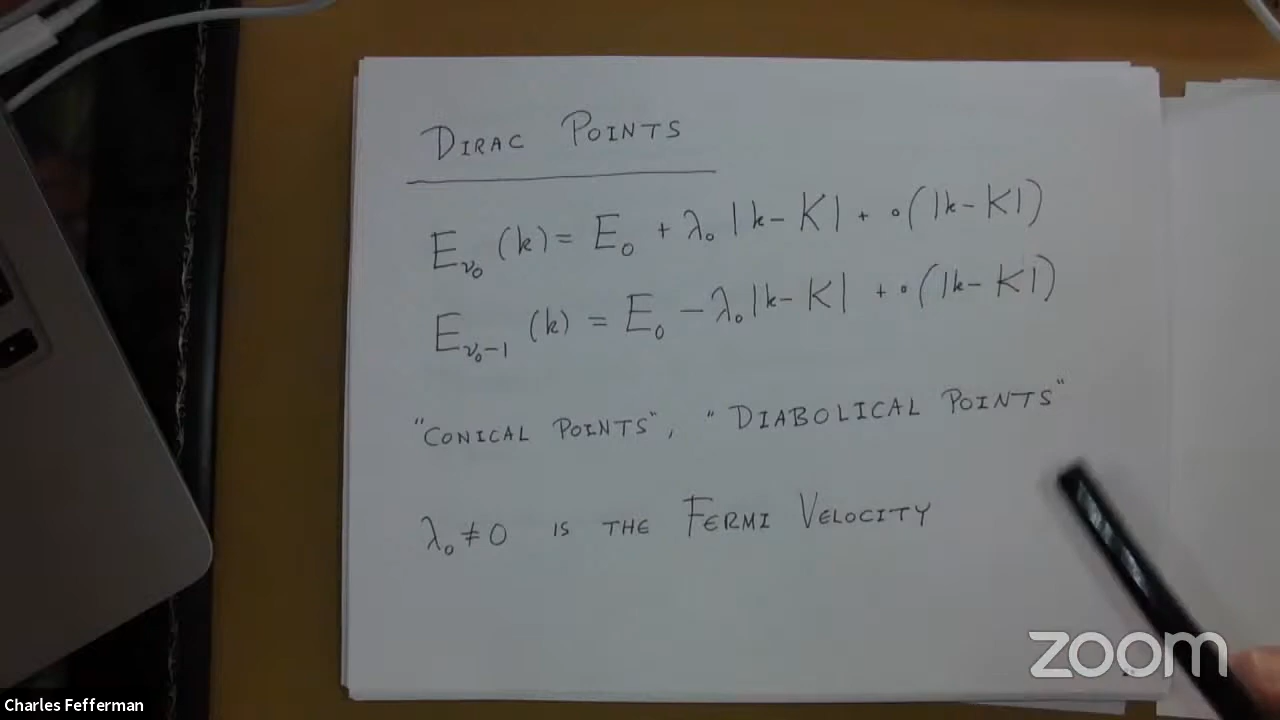 DIRAC POINTS
E_{ν₀}(k) = E₀ + λ₀|k-K| + o(|k-K|)
E_{ν₀-1}(k) = E₀ - λ₀|k-K| + o(|k-K|)
"CONICAL POINTS", "DIABOLICAL POINTS"
λ₀ ≠ 0 IS THE FERMI VELOCITY
zoom
Charles Fefferman